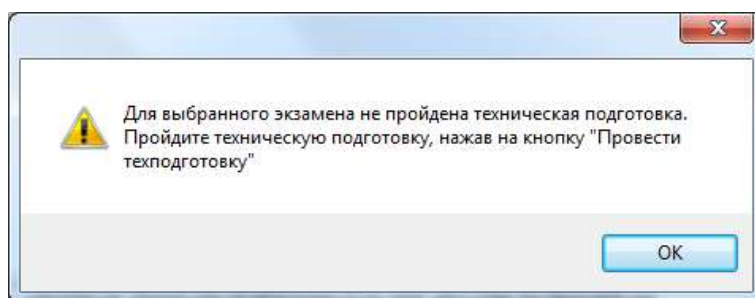 Для выбранного экзамена не пройдена техническая подготовка.
Пройдите техническую подготовку, нажав на кнопку "Провести
техподготовку"
OK